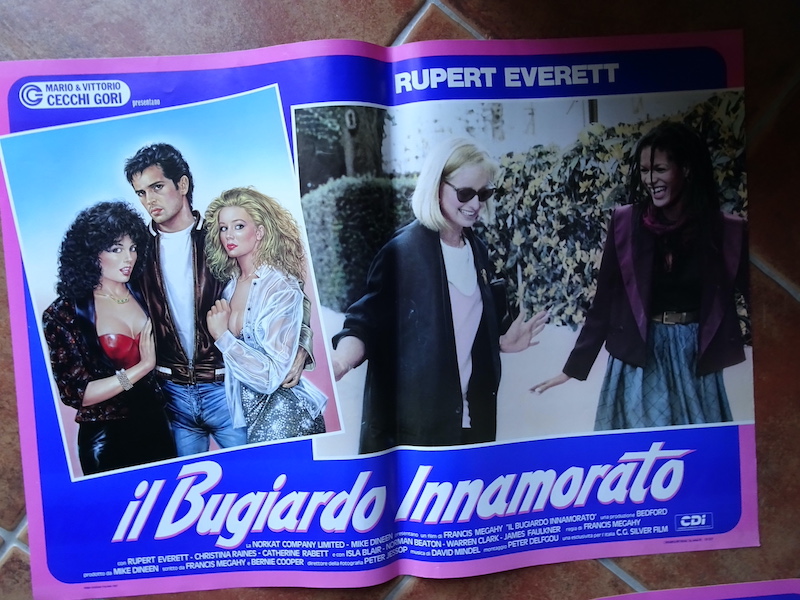 MARIO & VITTORIO
CECCHI GORI
presentano
RUPERT EVERETT
il Bugiardo Innamorato
La NORKAT COMPANY LIMITED - MIKE DINEEN presentano un film di FRANCIS MEGAHY "IL BUGIARDO INNAMORATO" una produzione BEDFORD
con RUPERT EVERETT - CHRISTINA RAINES - CATHERINE RABETT e con ISLA BLAIR - NORMAN BEATON - WARREN CLARK - JAMES FAULKNER regia di FRANCIS MEGAHY
prodotto da MIKE DINEEN scritto da FRANCIS MEGAHY e BERNIE COOPER direttore della fotografia PETER JESSOP musica di DAVID MINDEL montaggio PETER DELFGOU una esclusività per l'Italia C.G. SILVER FILM
CDI